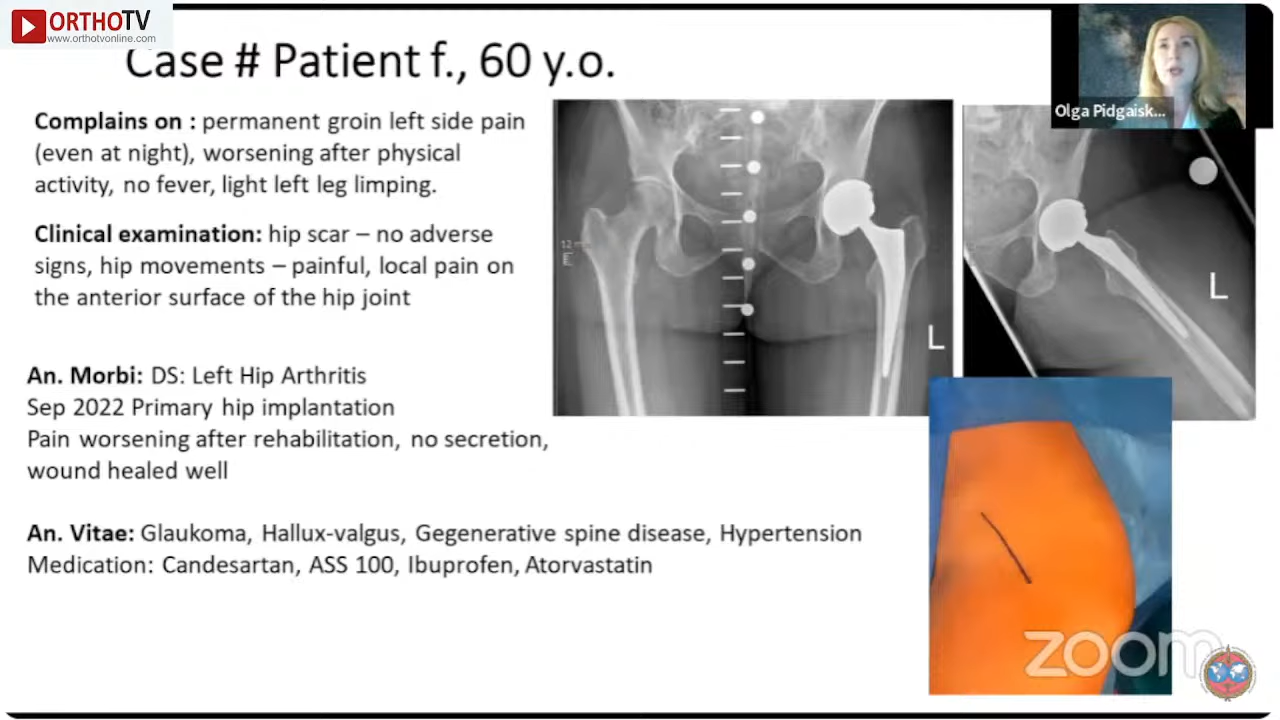 ORTHOTV
www.orthotvonline.com
Case # Patient f., 60 y.o.
Olga Pidgaisk...
Complains on : permanent groin left side pain
(even at night), worsening after physical
activity, no fever, light left leg limping.
Clinical examination: hip scar – no adverse
signs, hip movements – painful, local pain on
the anterior surface of the hip joint
12
E
L
L
An. Morbi: DS: Left Hip Arthritis
Sep 2022 Primary hip implantation
Pain worsening after rehabilitation, no secretion,
wound healed well
An. Vitae: Glaukoma, Hallux-valgus, Gegenerative spine disease, Hypertension
Medication: Candesartan, ASS 100, Ibuprofen, Atorvastatin
zoom